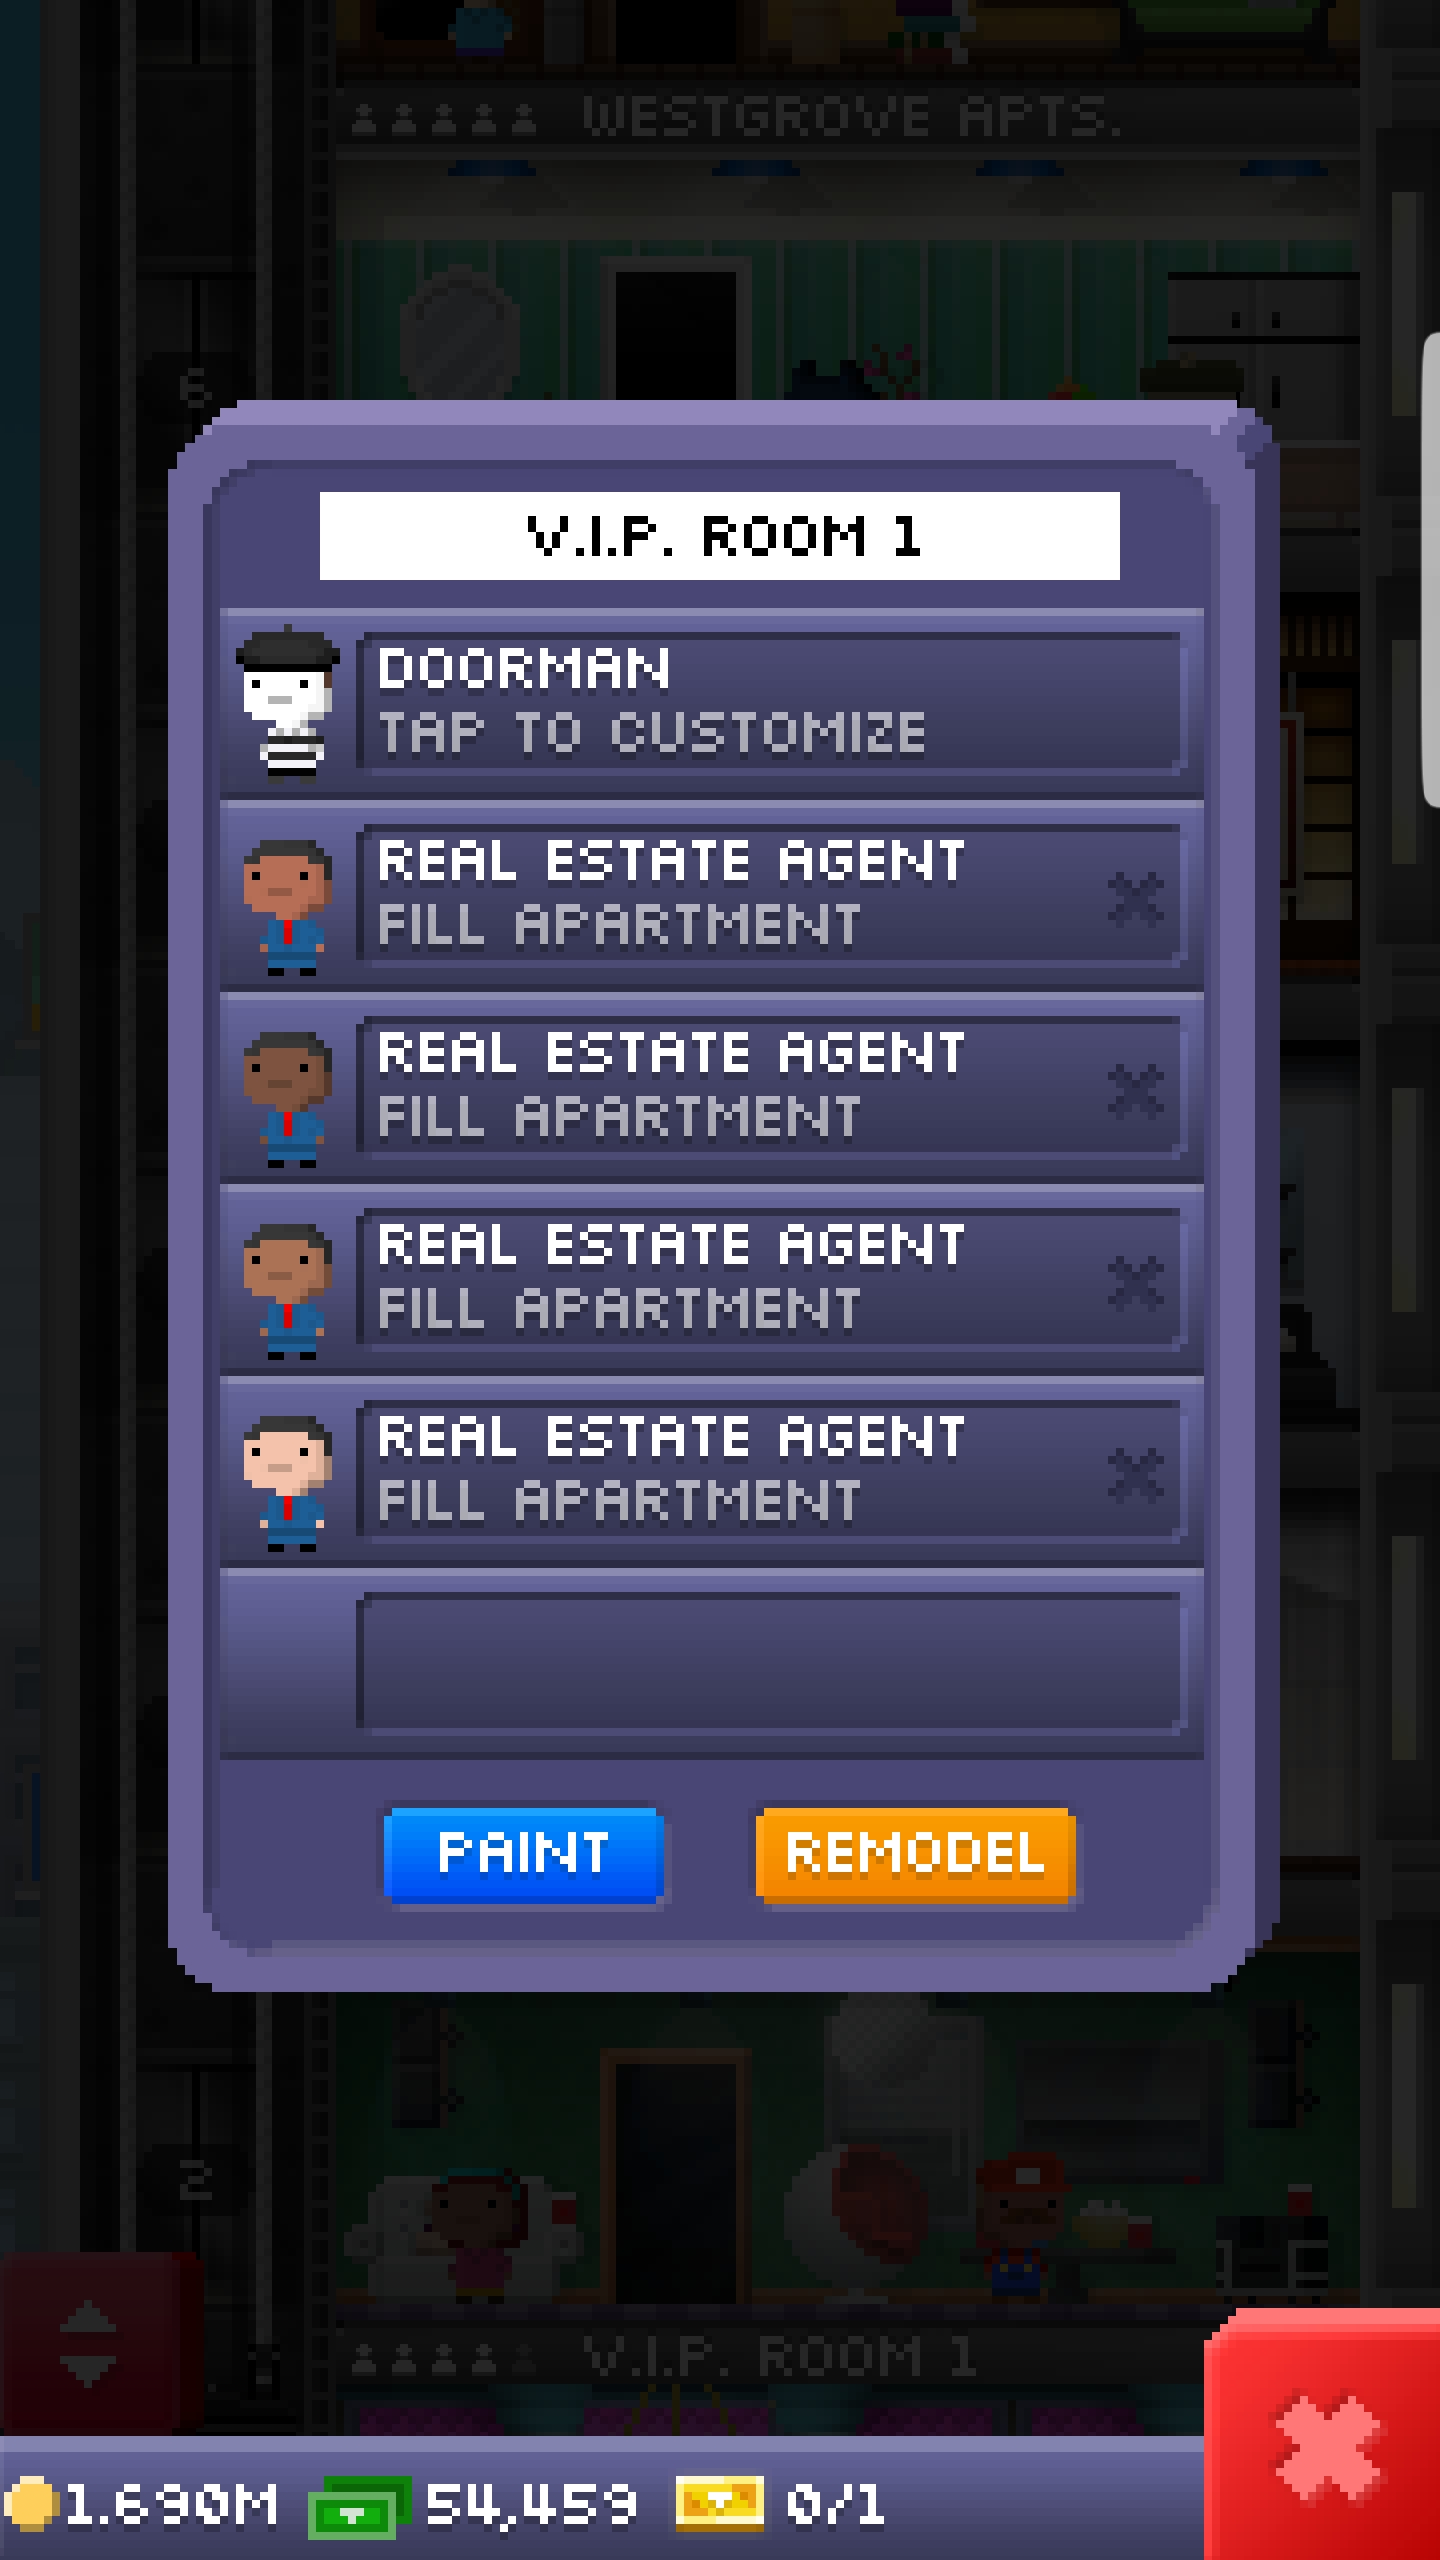 WESTGROVE APTS.
6
V.I.P. ROOM 1
DOORMAN
TAP TO CUSTOMIZE
REAL ESTATE AGENT
FILL APARTMENT
REAL ESTATE AGENT
FILL APARTMENT
REAL ESTATE AGENT
FILL APARTMENT
REAL ESTATE AGENT
FILL APARTMENT
PAINT REMODEL
2
V.I.P. ROOM 1
1.690M 54,459 0/1